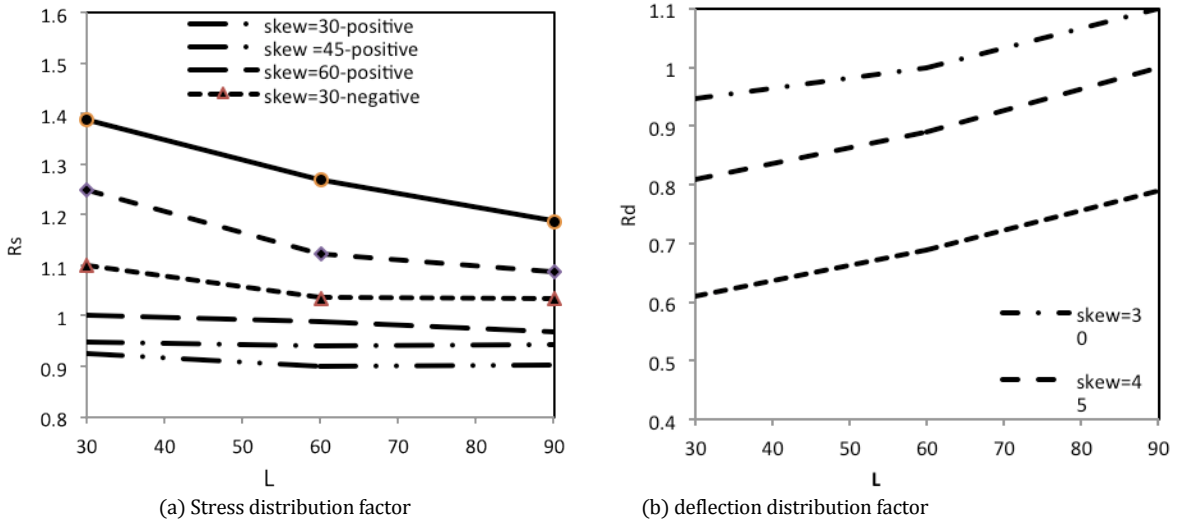 1.6
1.5
1.4
1.3
1.2
1.1
1
0.9
0.8
Rs
skew=30-positive
skew =45-positive
skew=60-positive
skew=30-negative
30 40 50 60 70 80 90
L
(a) Stress distribution factor
1.1
1
0.9
0.8
0.7
0.6
0.5
0.4
Rd
skew=3
0
skew=4
5
30 40 50 60 70 80 90
L
(b) deflection distribution factor